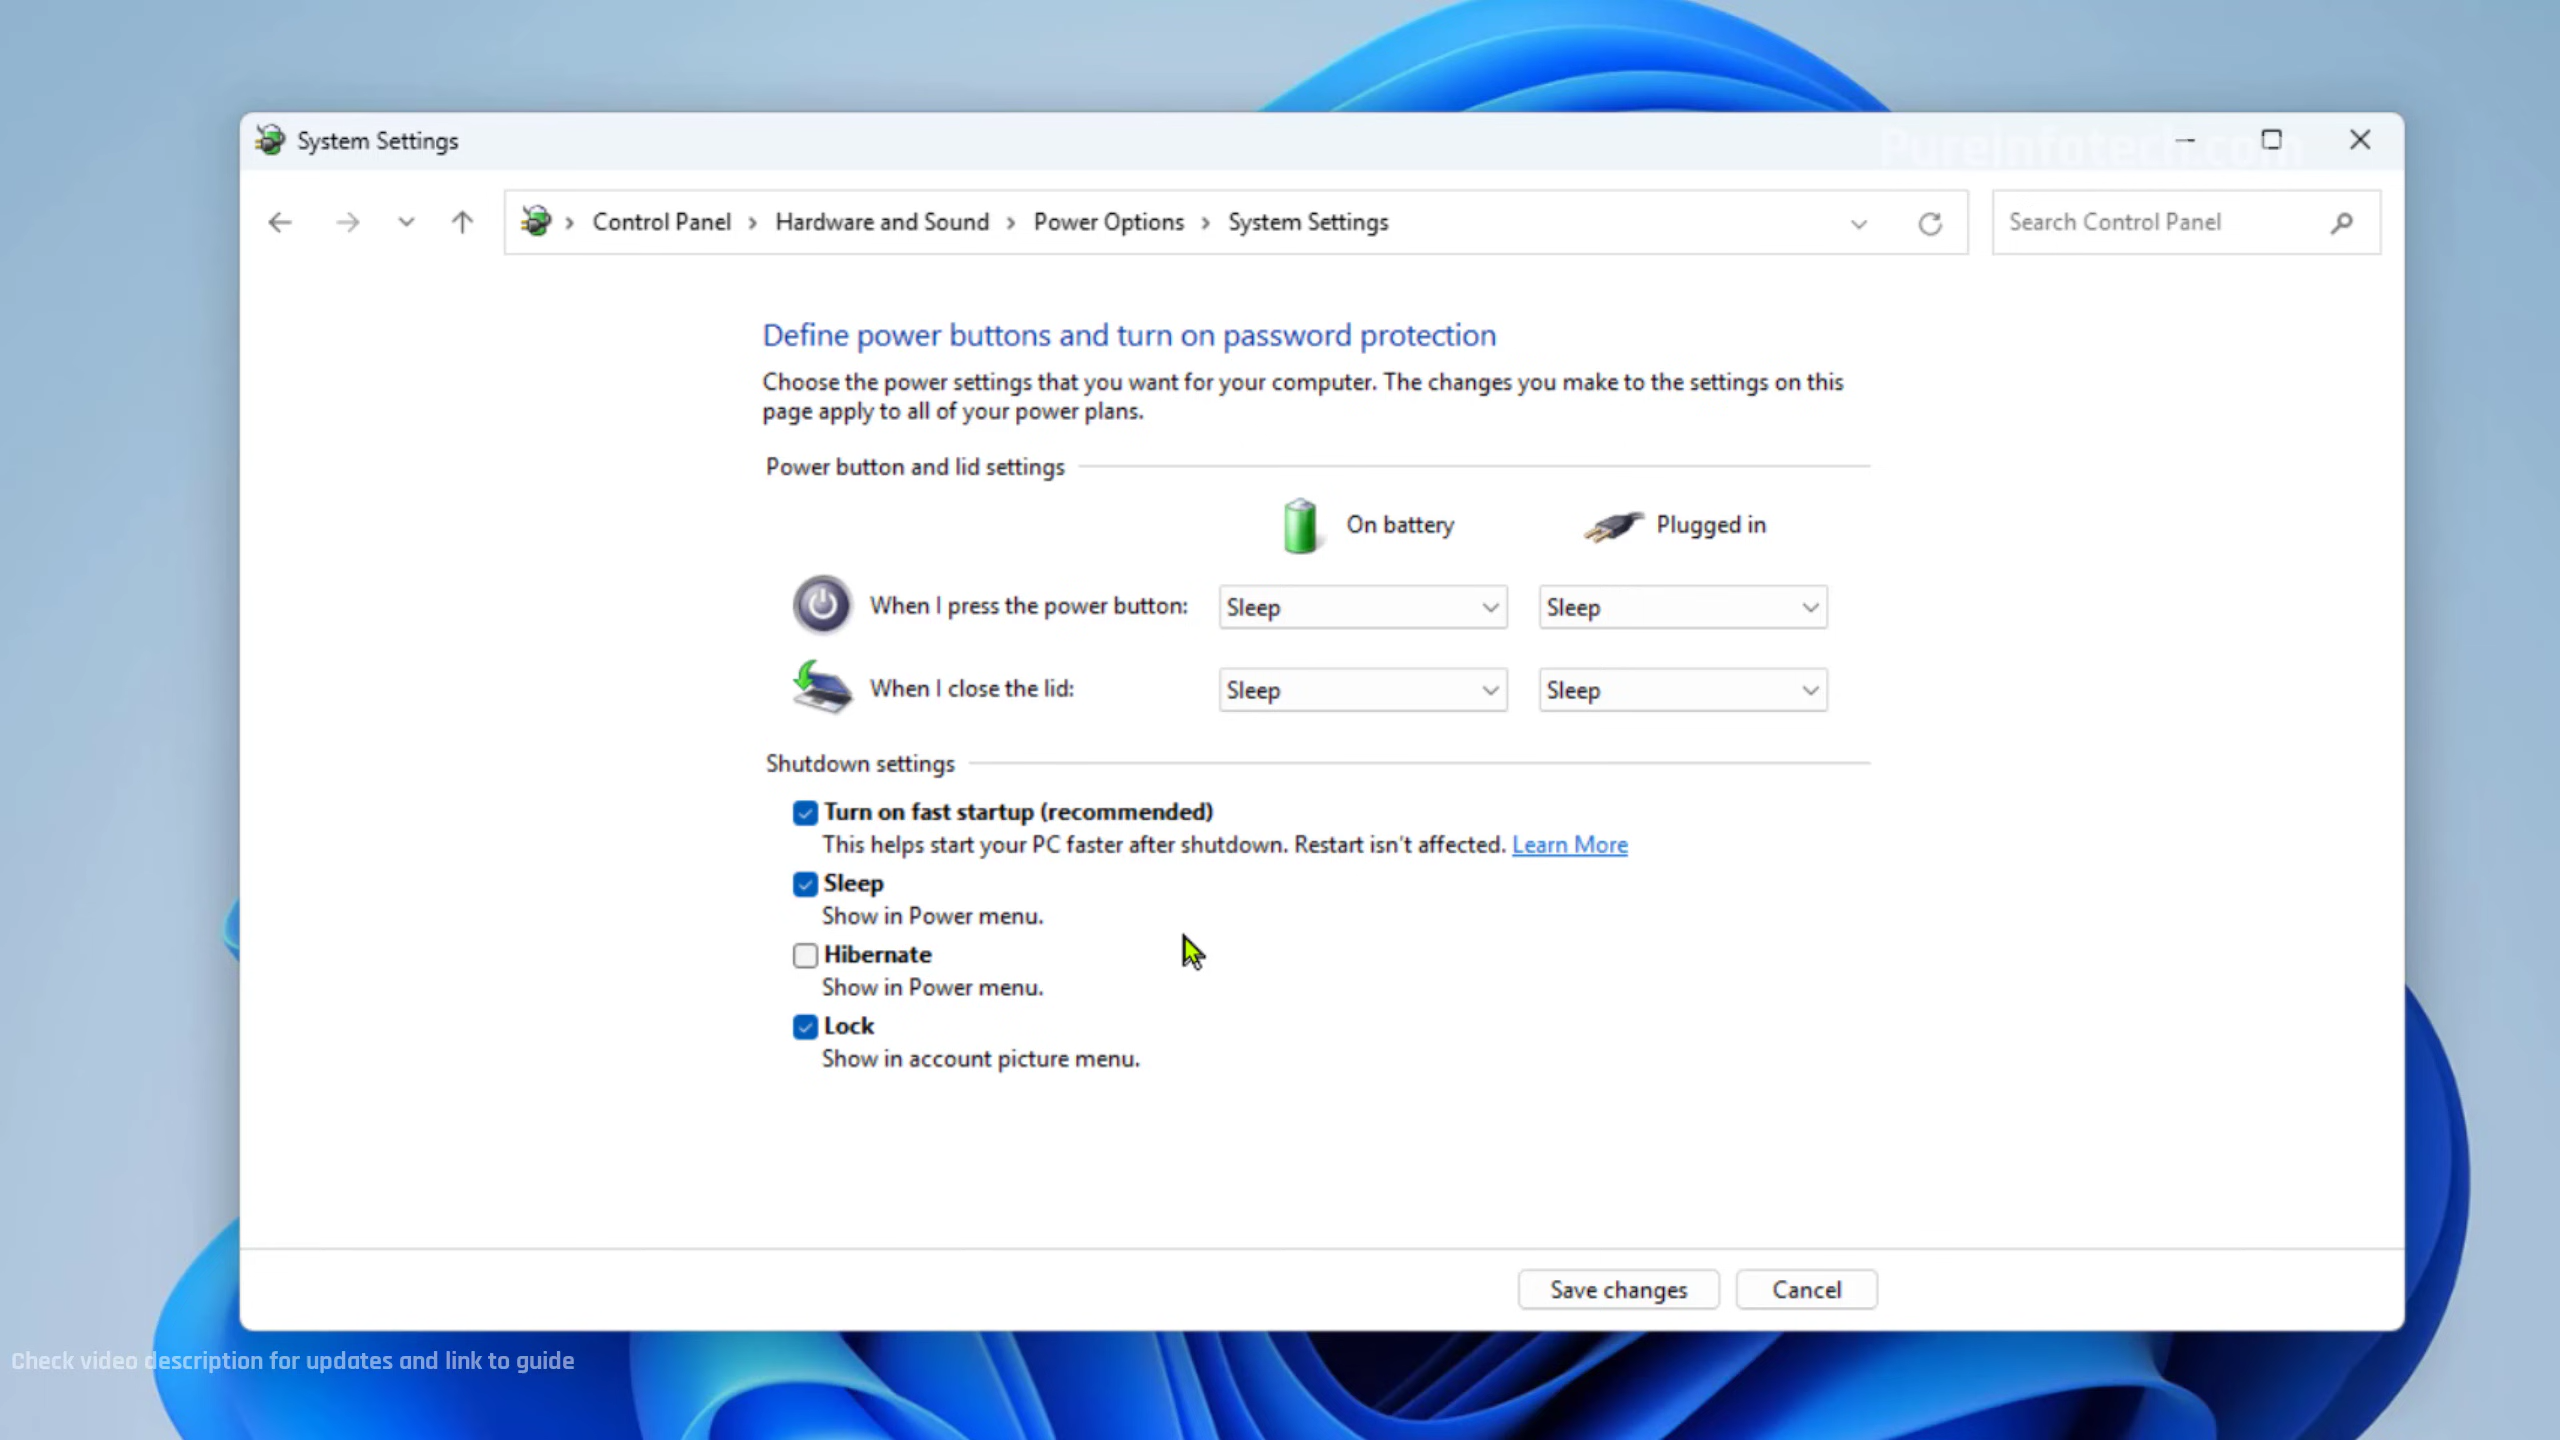 System Settings
PureInfotech.com
Control Panel > Hardware and Sound > Power Options > System Settings
Search Control Panel
Define power buttons and turn on password protection
Choose the power settings that you want for your computer. The changes you make to the settings on this
page apply to all of your power plans.
Power button and lid settings
On battery Plugged in
When I press the power button: Sleep Sleep
When I close the lid: Sleep Sleep
Shutdown settings
Turn on fast startup (recommended)
This helps start your PC faster after shutdown. Restart isn't affected. Learn More
Sleep
Show in Power menu.
Hibernate
Show in Power menu.
Lock
Show in account picture menu.
Save changes Cancel
Check video description for updates and link to guide